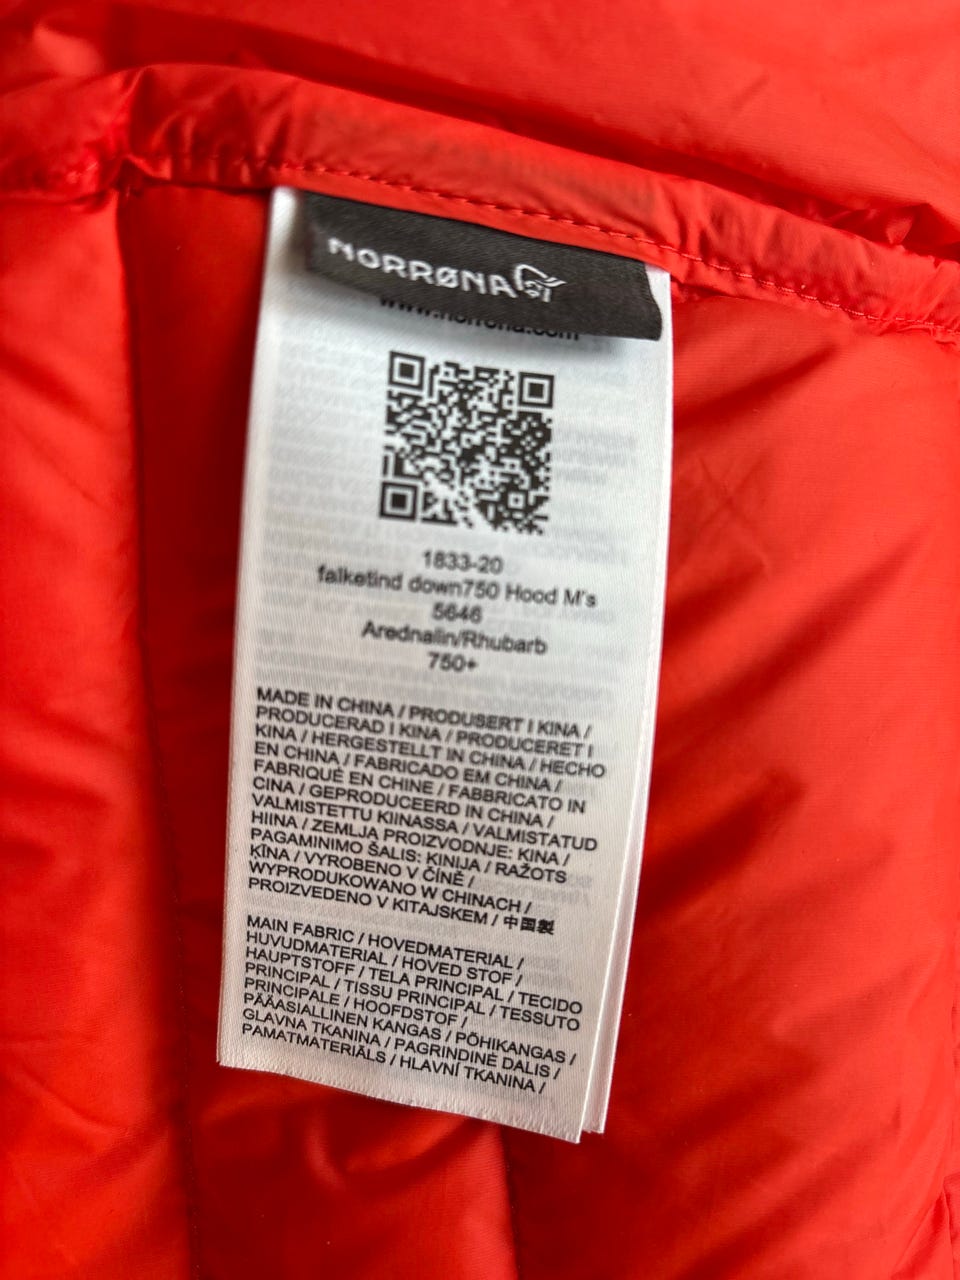 NORRØNA
www.norrona.com
1833-20
falketind down750 Hood M's
5646
Arednalin/Rhubarb
750+
MADE IN CHINA / PRODUSERT I KINA /
PRODUCERAD I KINA / PRODUCERET I
KINA / HERGESTELLT IN CHINA / HECHO
EN CHINA / FABRICADO EM CHINA /
FABRIQUÉ EN CHINE / FABBRICATO IN
CINA / GEPRODUCEERD IN CHINA /
VALMISTETTU KIINASSA / VALMISTATUD
HIINA / ZEMLJA PROIZVODNJE: KINA /
PAGAMINIMO ŠALIS: KINIJA / RAŽOTS
ĶĪNA / VYROBENO V ČÍNĚ /
WYPRODUKOWANO W CHINACH /
PROIZVEDENO V KITAJSKEM / 中国製
MAIN FABRIC / HOVEDMATERIAL /
HUVUDMATERIAL / HOVED STOF /
HAUPTSTOFF / TELA PRINCIPAL / TECIDO
PRINCIPAL / TISSU PRINCIPAL / TESSUTO
PRINCIPALE / HOOFDSTOF /
PÄÄASIALLINEN KANGAS / PÕHIKANGAS /
GLAVNA TKANINA / PAGRINDINĖ DALIS /
PAMATMATERIĀLS / HLAVNÍ TKANINA /